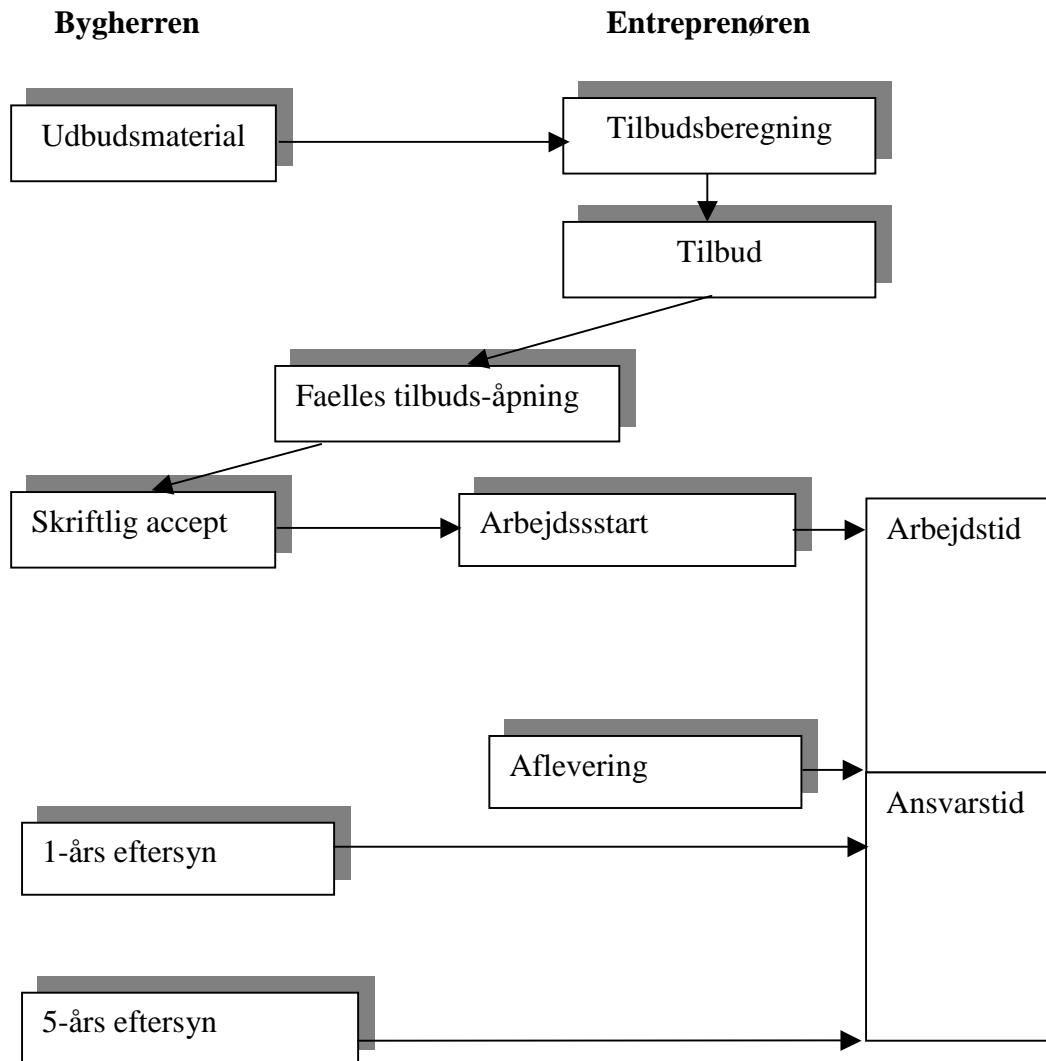 Bygherren Entreprenøren
Udbudsmaterial Tilbudsberegning
Tilbud
Faelles tilbuds-åpning
Skriftlig accept Arbejdssstart Arbejdstid
Aflevering
Ansvarstid
1-års eftersyn
5-års eftersyn